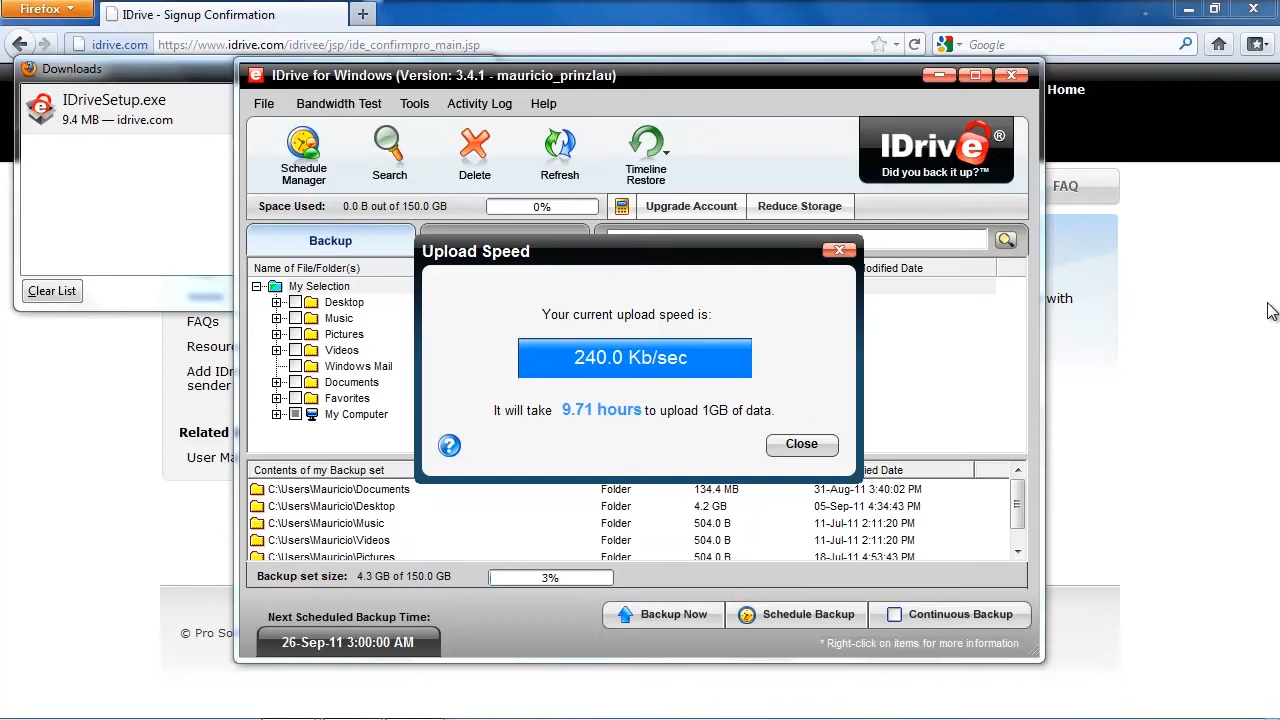 Firefox
IDrive - Signup Confirmation
idrive.com
https://www.idrive.com/idrivee/jsp/ide_confirmpro_main.jsp
Google
Downloads
IDriveSetup.exe
9.4 MB — idrive.com
Clear List
Home
FAQ
with
FAQs
Resour
Add IDr
sender
Related
User Ma
© Pro So
IDrive for Windows (Version: 3.4.1 - mauricio_prinzlau)
File Bandwidth Test Tools Activity Log Help
Schedule Manager
Search
Delete
Refresh
Timeline Restore
IDrive®
Did you back it up?™
Space Used: 0.0 B out of 150.0 GB 0% Upgrade Account Reduce Storage
Backup
Name of File/Folder(s)
odified Date
My Selection
Desktop
Music
Pictures
Videos
Windows Mail
Documents
Favorites
My Computer
Upload Speed
Your current upload speed is:
240.0 Kb/sec
It will take 9.71 hours to upload 1GB of data.
?
Close
Contents of my Backup set
ied Date
C:\Users\Mauricio\Documents Folder 134.4 MB 31-Aug-11 3:40:02 PM
C:\Users\Mauricio\Desktop Folder 4.2 GB 05-Sep-11 4:34:43 PM
C:\Users\Mauricio\Music Folder 504.0 B 11-Jul-11 2:11:20 PM
C:\Users\Mauricio\Videos Folder 504.0 B 11-Jul-11 2:11:20 PM
C:\Users\Mauricio\Pictures Folder 504.0 B 18-Jul-11 4:53:43 PM
Backup set size: 4.3 GB of 150.0 GB 3%
Next Scheduled Backup Time:
26-Sep-11 3:00:00 AM
Backup Now
Schedule Backup
Continuous Backup
* Right-click on items for more information